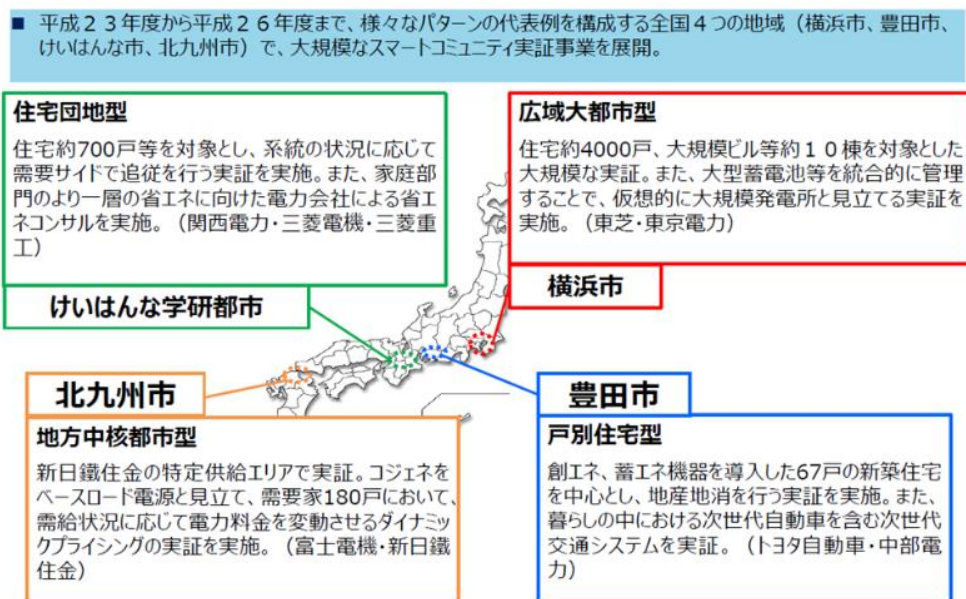 ■ 平成２３年度から平成２６年度まで、様々なパターンの代表例を構成する全国４つの地域（横浜市、豊田市、
けいはんな市、北九州市）で、大規模なスマートコミュニティ実証事業を展開。
住宅団地型
住宅約700戸等を対象とし、系統の状況に応じて
需要サイドで追従を行う実証を実施。また、家庭部
門のより一層の省エネに向けた電力会社による省エ
ネコンサルを実施。（関西電力・三菱電機・三菱重
工）
けいはんな学研都市
広域大都市型
住宅約4000戸、大規模ビル等約１０棟を対象とした
大規模な実証。また、大型蓄電池等を統合的に管理
することで、仮想的に大規模発電所と見立てる実証を
実施。（東芝・東京電力）
横浜市
北九州市
地方中核都市型
新日鐵住金の特定供給エリアで実証。コジェネを
ベースロード電源と見立て、需要家180戸において、
需給状況に応じて電力料金を変動させるダイナミッ
クプライシングの実証を実施。（富士電機・新日鐵
住金）
豊田市
戸別住宅型
創エネ、蓄エネ機器を導入した67戸の新築住宅
を中心とし、地産地消を行う実証を実施。また、
暮らしの中における次世代自動車を含む次世代
交通システムを実証。（トヨタ自動車・中部電
力）